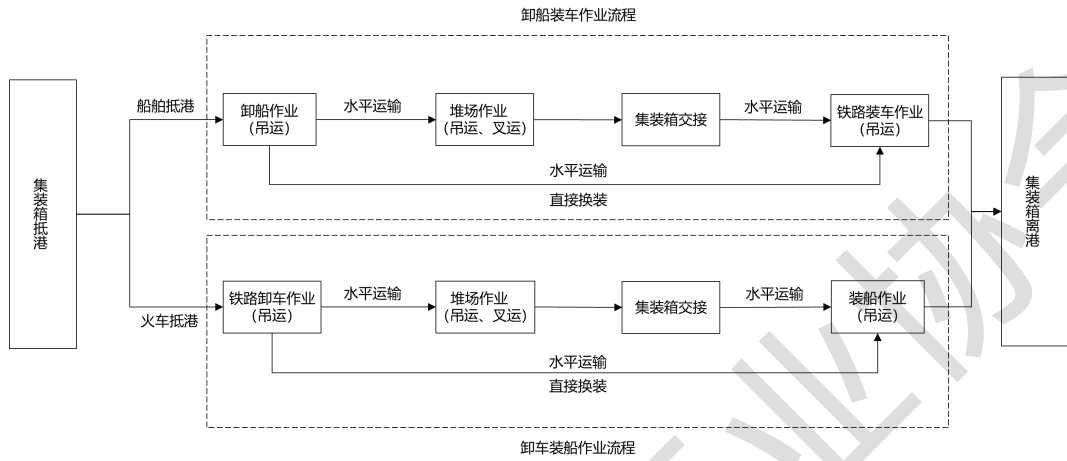 卸船装车作业流程
集装箱抵港
船舶抵港
卸船作业
（吊运）
水平运输
堆场作业
（吊运、叉运）
集装箱交接
水平运输
铁路装车作业
（吊运）
水平运输
直接换装
火车抵港
铁路卸车作业
（吊运）
水平运输
堆场作业
（吊运、叉运）
集装箱交接
水平运输
装船作业
（吊运）
水平运输
直接换装
集装箱离港
卸车装船作业流程
业协会